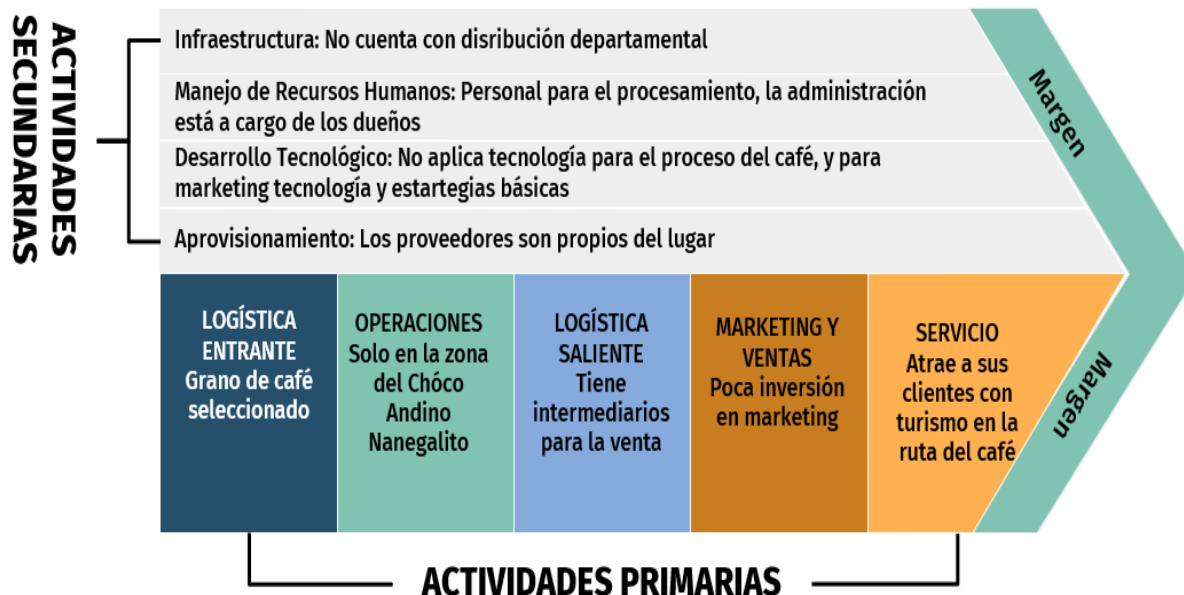 ACTIVIDADES
SECUNDARIAS
Infraestructura: No cuenta con disribución departamental
Manejo de Recursos Humanos: Personal para el procesamiento, la administración
está a cargo de los dueños
Desarrollo Tecnológico: No aplica tecnología para el proceso del café, y para
marketing tecnología y estartegias básicas
Aprovisionamiento: Los proveedores son propios del lugar
Margen
LOGÍSTICA
ENTRANTE
Grano de café
seleccionado
OPERACIONES
Solo en la zona
del Chóco
Andino
Nanegalito
LOGÍSTICA
SALIENTE
Tiene
intermediarios
para la venta
MARKETING Y
VENTAS
Poca inversión
en marketing
SERVICIO
Atrae a sus
clientes con
turismo en la
ruta del café
Margen
ACTIVIDADES PRIMARIAS